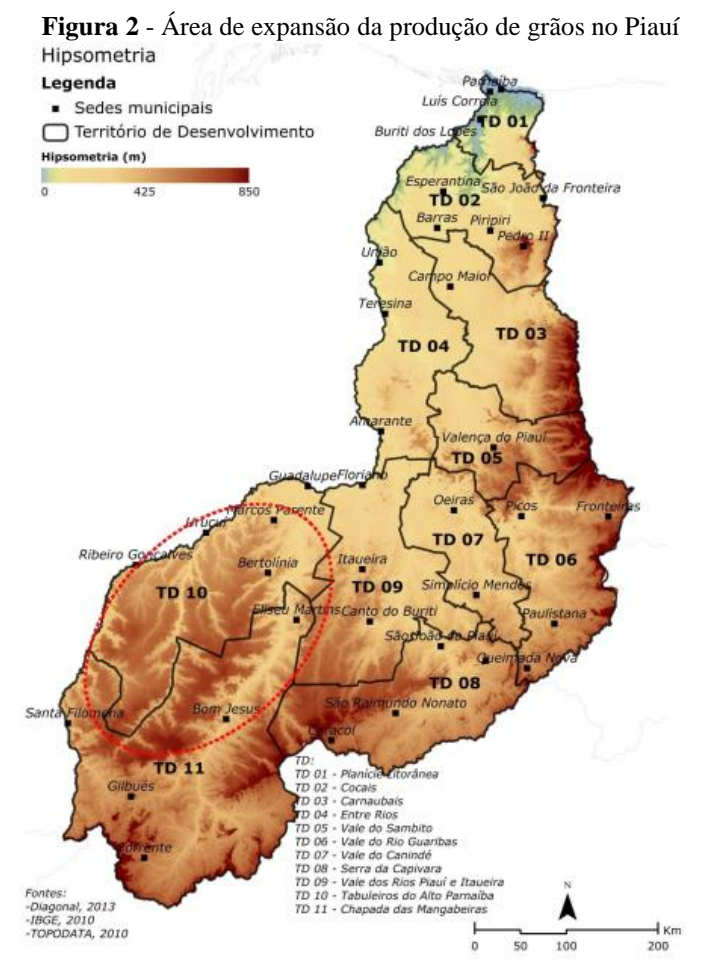 Figura 2 - Área de expansão da produção de grãos no Piauí
Hipsometria
Legenda
Sedes municipais
Território de Desenvolvimento
Hipsometria (m)
0 425 850
Parnaíba
Luís Correia
TD 01
Buriti dos Lopes
Esperantina
São João da Fronteira
TD 02
Barras
Piripiri
Pedro II
União
Campo Maior
Teresina
TD 03
TD 04
Amarante
Valença do Piauí
TD 05
Guadalupe
Floriano
Oeiras
Picos
Fronteiras
Marcos Parente
Uruçuí
TD 07
Ribeiro Gonçalves
Bertolínia
Itaueira
TD 06
TD 10
TD 09
Simplício Mendes
Eliseu Martins
Canto do Buriti
Paulistana
São João do Piauí
Queimada Nova
TD 08
Santa Filomena
Bom Jesus
São Raimundo Nonato
Caracol
TD 11
Gilbués
Corrente
TD:
TD 01 - Planície Litorânea
TD 02 - Cocais
TD 03 - Carnaubais
TD 04 - Entre Rios
TD 05 - Vale do Sambito
TD 06 - Vale do Rio Guaribas
TD 07 - Vale do Canindé
TD 08 - Serra da Capivara
TD 09 - Vale dos Rios Piauí e Itaueira
TD 10 - Tabuleiros do Alto Parnaíba
TD 11 - Chapada das Mangabeiras
Fontes:
-Diagonal, 2013
-IBGE, 2010
-TOPODATA, 2010
N
Km
0 50 100 200